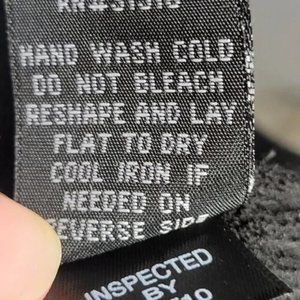 HAND WASH COLD
DO NOT BLEACH
RESHAPE AND LAY
FLAT TO DRY
COOL IRON IF
NEEDED ON
REVERSE SIDE
INSPECTED
BY
10